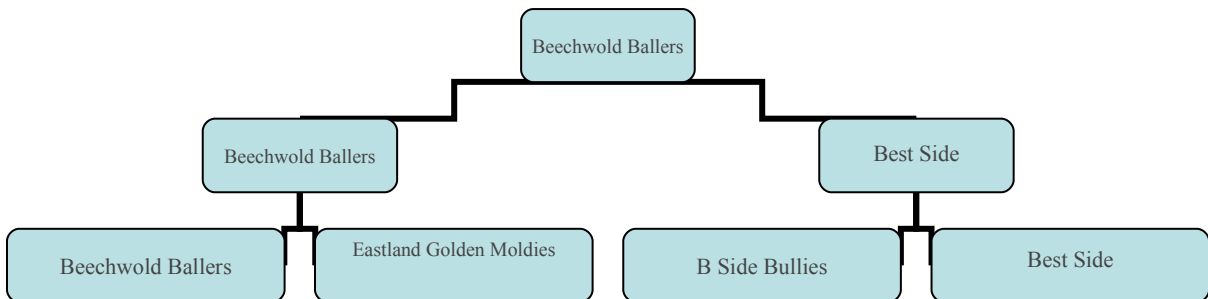 Beechwold Ballers
Beechwold Ballers
Best Side
Beechwold Ballers
Eastland Golden Moldies
B Side Bullies
Best Side